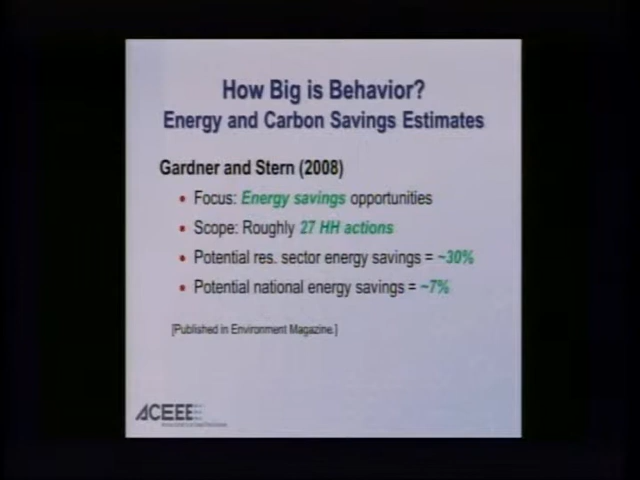 How Big is Behavior?
Energy and Carbon Savings Estimates
Gardner and Stern (2008)
• Focus: Energy savings opportunities
• Scope: Roughly 27 HH actions
• Potential res. sector energy savings = ~30%
• Potential national energy savings = ~7%
[Published in Environment Magazine.]
ACEEE